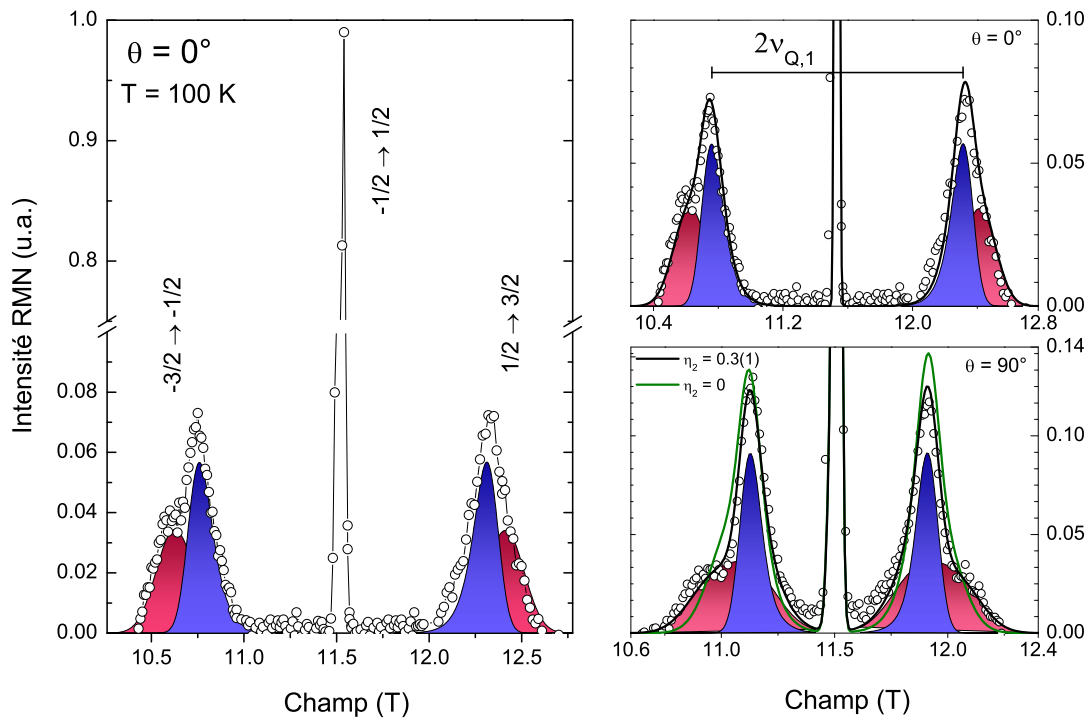 Intensité RMN (u.a.)
1.0
0.9
0.8
0.08
0.06
0.04
0.02
0.00
θ = 0°
T = 100 K
-3/2 → -1/2
-1/2 → 1/2
1/2 → 3/2
10.5 11.0 11.5 12.0 12.5
Champ (T)
2ν_Q,1
θ = 0°
0.10
0.05
0.00
10.4 11.2 12.0 12.8
η_2 = 0.3(1)
η_2 = 0
θ = 90°
0.14
0.10
0.05
0.00
10.6 11.0 11.5 12.0 12.4
Champ (T)